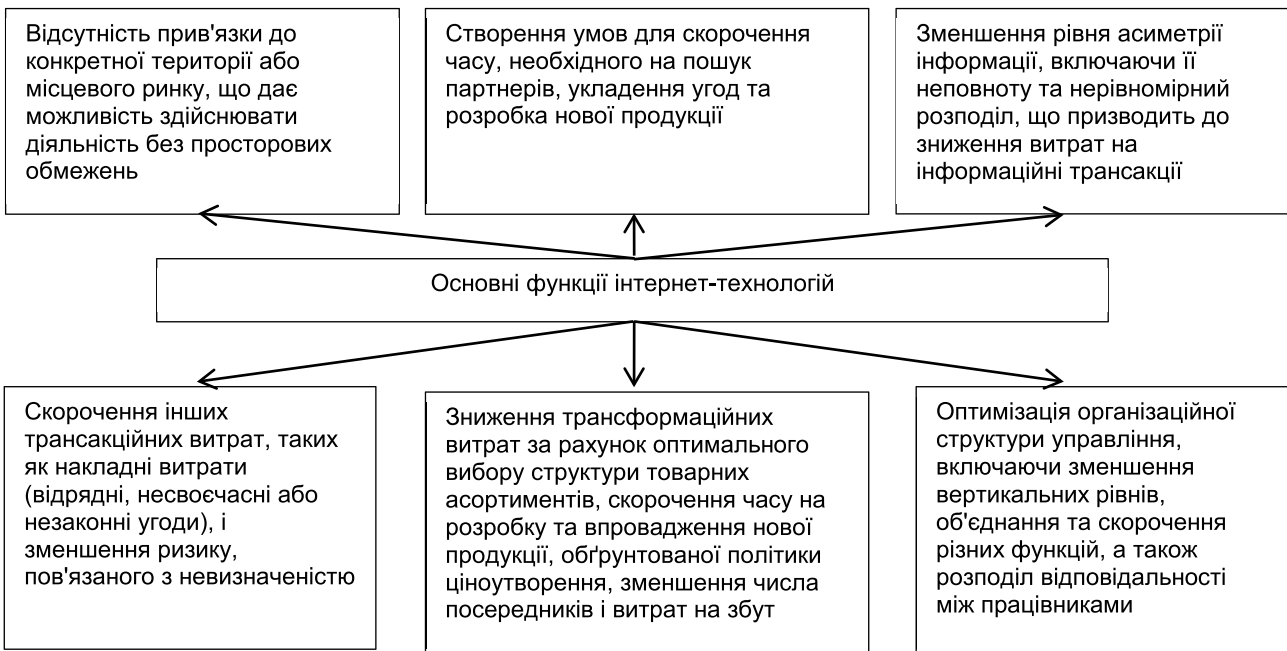 Відсутність прив'язки до
конкретної території або
місцевого ринку, що дає
можливість здійснювати
діяльність без просторових
обмежень
Створення умов для скорочення
часу, необхідного на пошук
партнерів, укладення угод та
розробка нової продукції
Зменшення рівня асиметрії
інформації, включаючи її
неповноту та нерівномірний
розподіл, що призводить до
зниження витрат на
інформаційні трансакції
Основні функції інтернет-технологій
Скорочення інших
трансакційних витрат, таких
як накладні витрати
(відрядні, несвоєчасні або
незаконні угоди), і
зменшення ризику,
пов'язаного з невизначеністю
Зниження трансформаційних
витрат за рахунок оптимального
вибору структури товарних
асортиментів, скорочення часу на
розробку та впровадження нової
продукції, обґрунтованої політики
ціноутворення, зменшення числа
посередників і витрат на збут
Оптимізація організаційної
структури управління,
включаючи зменшення
вертикальних рівнів,
об'єднання та скорочення
різних функцій, а також
розподіл відповідальності
між працівниками